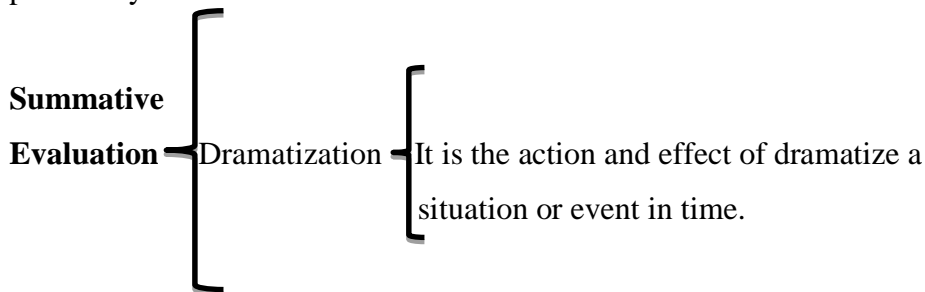 Summative
Evaluation Dramatization It is the action and effect of dramatize a
situation or event in time.